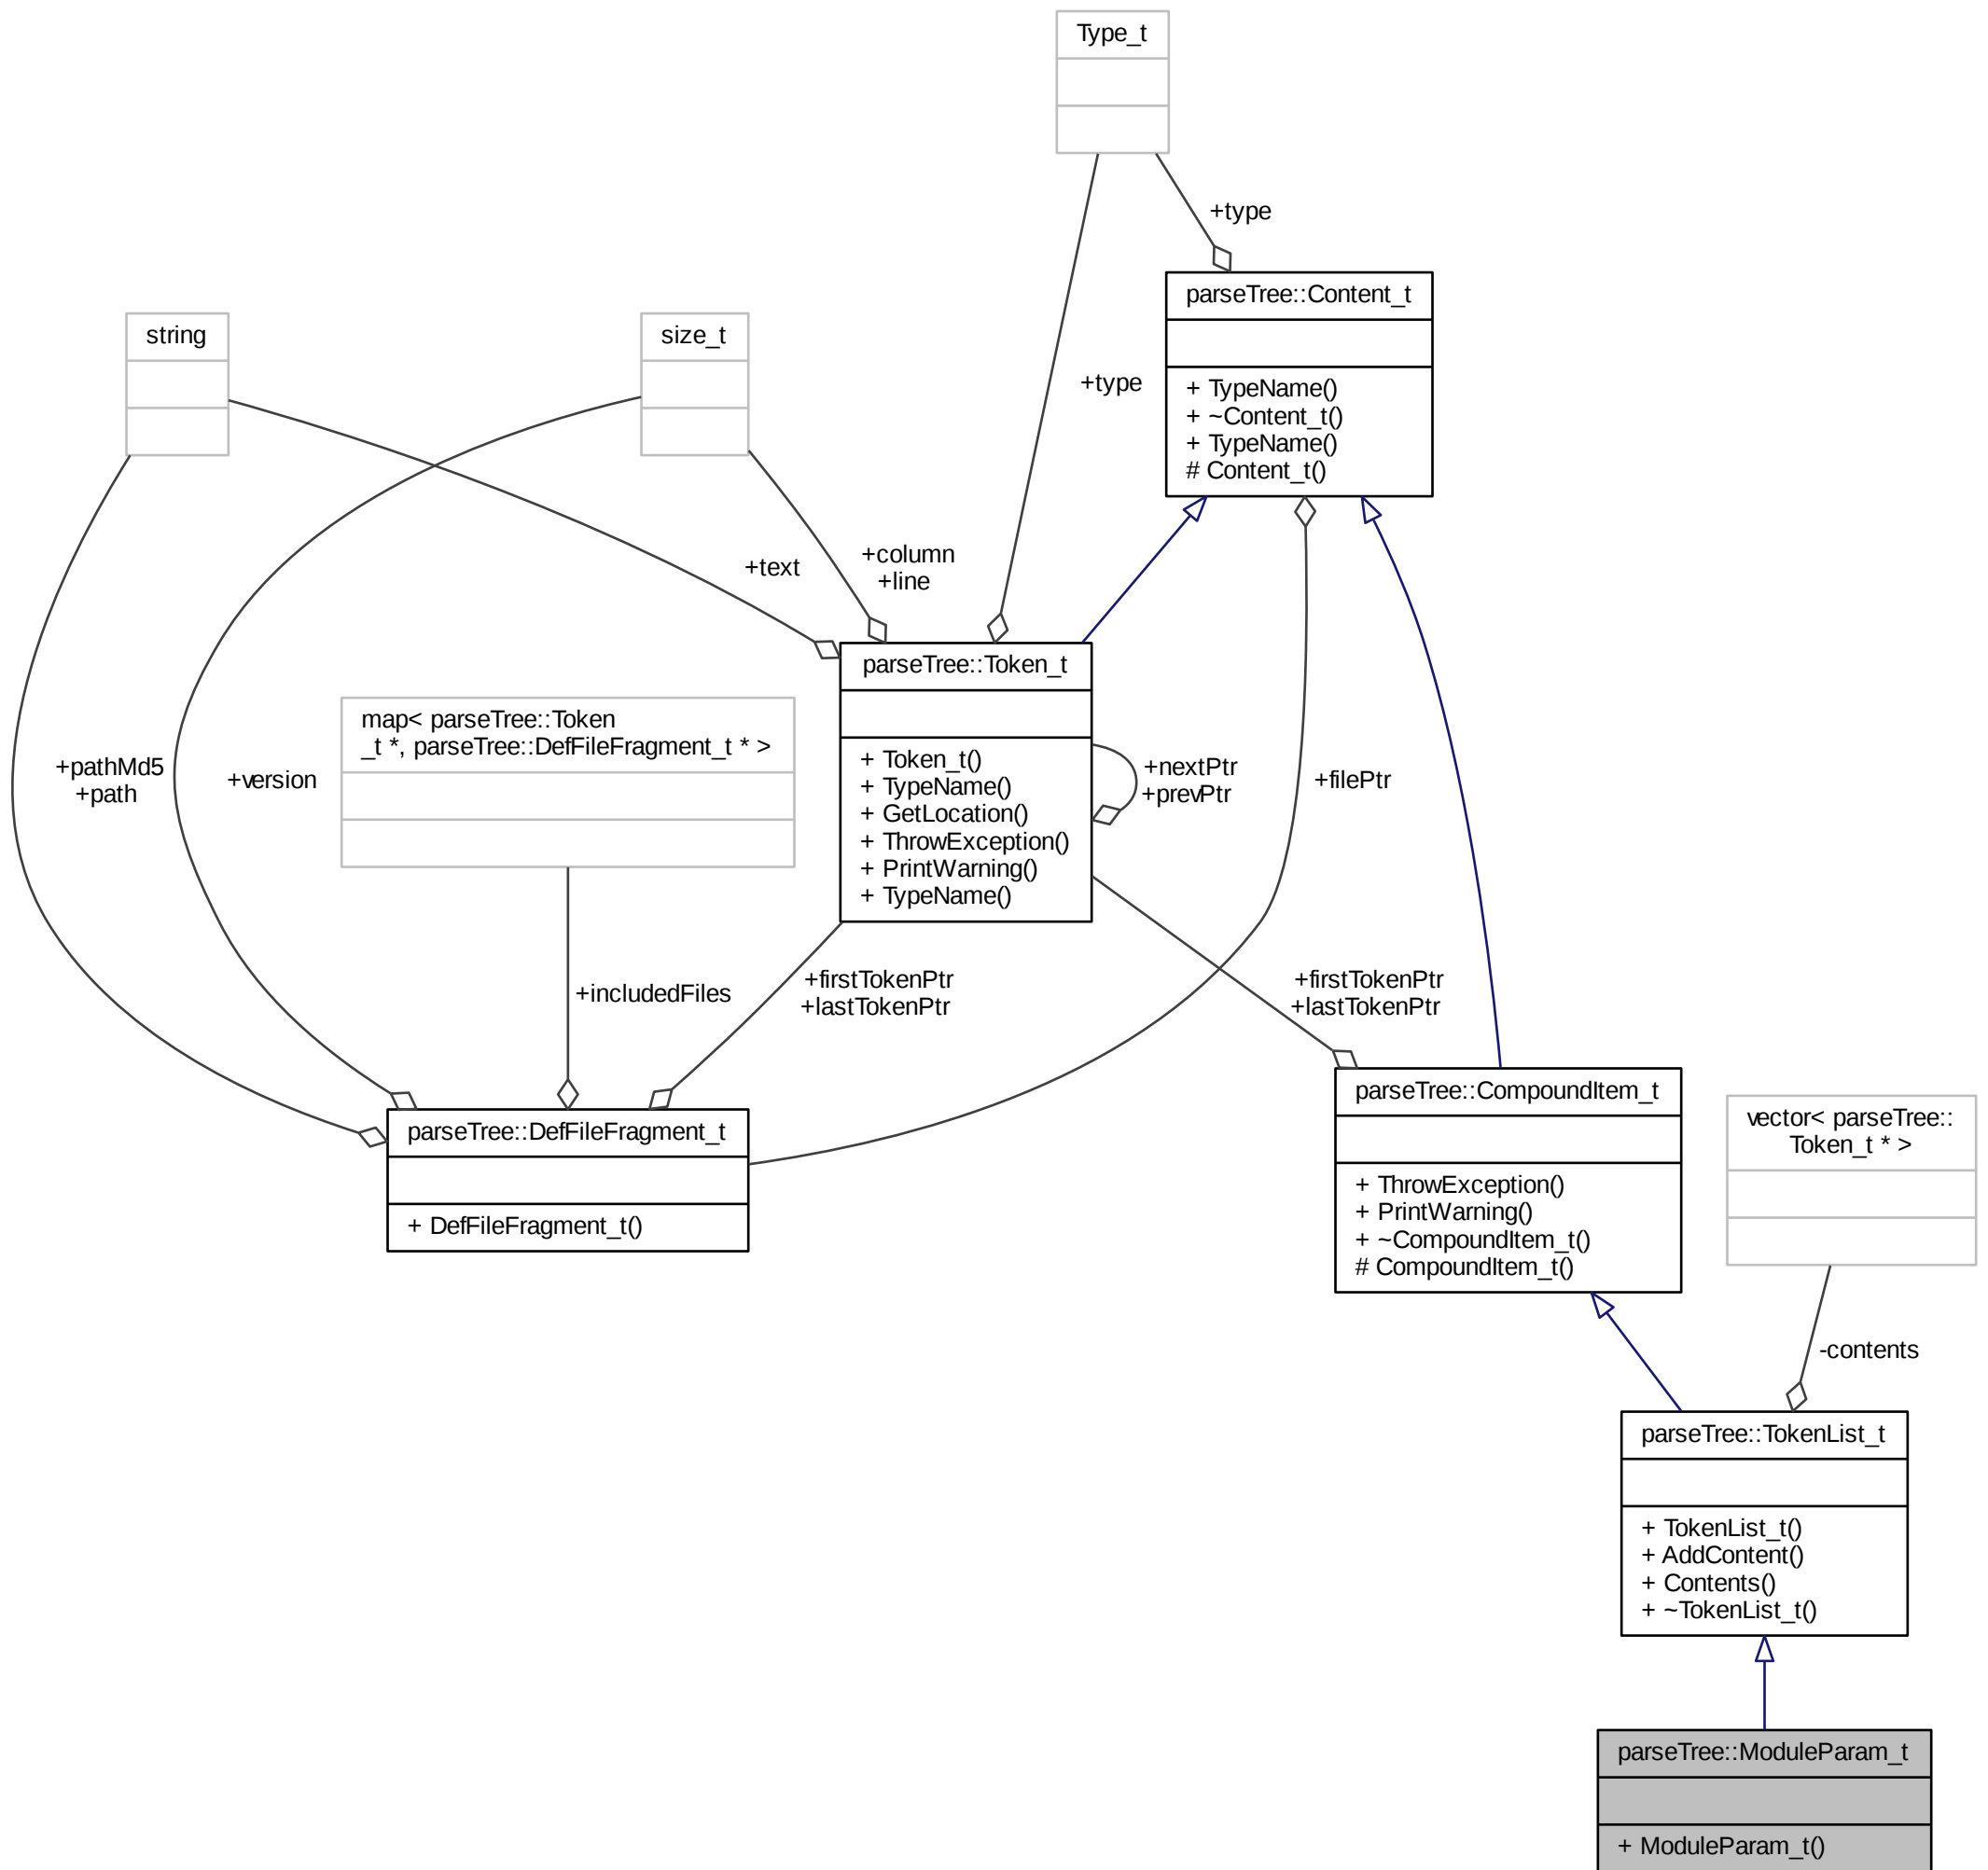 Type_t
+type
parseTree::Content_t
+ TypeName()
+ ~Content_t()
+ TypeName()
# Content_t()
string
size_t
+type
+text
+column
+line
parseTree::Token_t
+ Token_t()
+ TypeName()
+ GetLocation()
+ ThrowException()
+ PrintWarning()
+ TypeName()
+nextPtr
+prevPtr
+filePtr
map< parseTree::Token
_t *, parseTree::DefFileFragment_t * >
+pathMd5
+path
+version
+includedFiles
+firstTokenPtr
+lastTokenPtr
+firstTokenPtr
+lastTokenPtr
parseTree::DefFileFragment_t
+ DefFileFragment_t()
parseTree::CompoundItem_t
+ ThrowException()
+ PrintWarning()
+ ~CompoundItem_t()
# CompoundItem_t()
vector< parseTree::
Token_t * >
-contents
parseTree::TokenList_t
+ TokenList_t()
+ AddContent()
+ Contents()
+ ~TokenList_t()
parseTree::ModuleParam_t
+ ModuleParam_t()